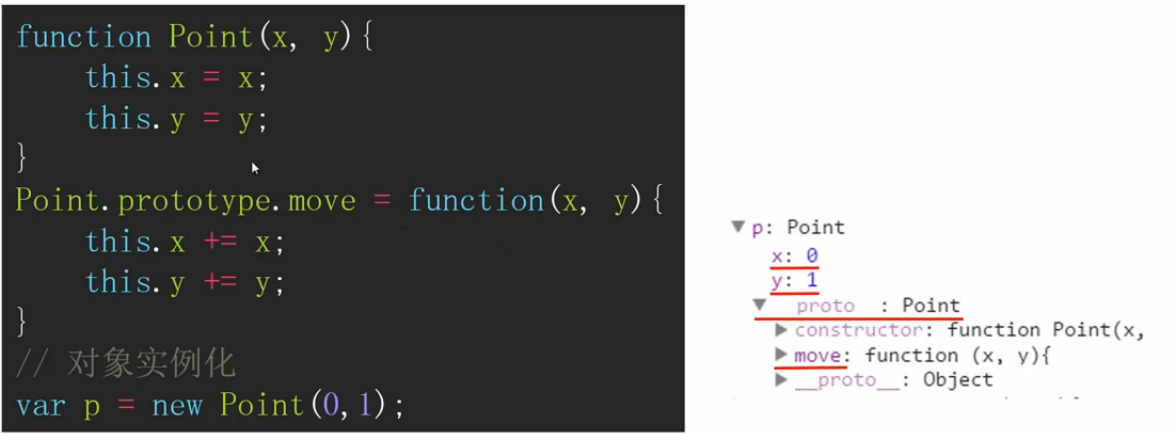 function Point(x, y){
    this.x = x;
    this.y = y;
}
Point.prototype.move = function(x, y){
    this.x += x;
    this.y += y;
}
// 对象实例化
var p = new Point(0,1);
▼p: Point
x: 0
y: 1
▼ __proto__: Point
▶constructor: function Point(x,
▶move: function (x, y){
▶__proto__: Object